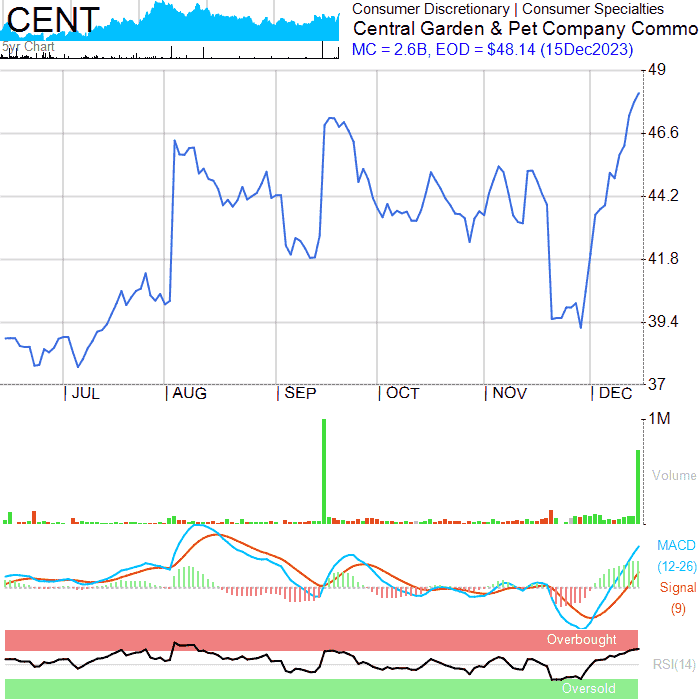 CENT
5yr Chart
Consumer Discretionary | Consumer Specialties
Central Garden & Pet Company Commo
MC = 2.6B, EOD = $48.14 (15Dec2023)
49
46.6
44.2
41.8
39.4
37
JUL AUG SEP OCT NOV DEC
1M
Volume
MACD
(12-26)
Signal
(9)
Overbought
RSI(14)
Oversold